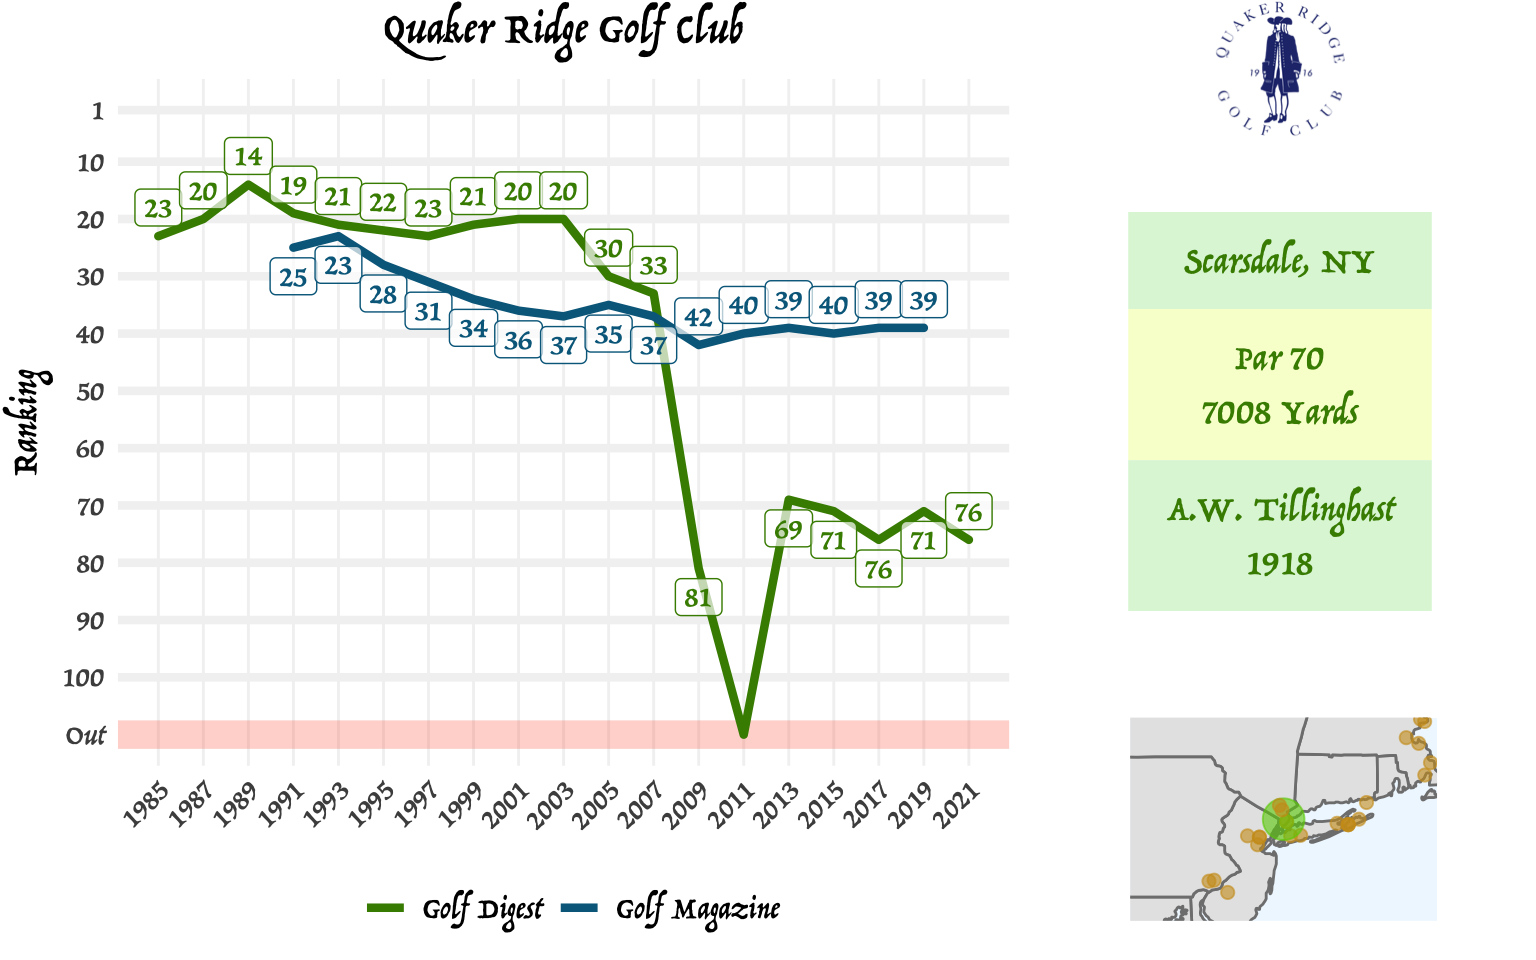 Quaker Ridge Golf Club
QUAKER RIDGE
19 16
GOLF CLUB
Ranking
1
10
20
30
40
50
60
70
80
90
100
Out
23 20 14 19 21 22 23 21 20 20 30 33 81 69 71 76 71 76
25 23 28 31 34 36 37 35 37 42 40 39 40 39 39
1985 1987 1989 1991 1993 1995 1997 1999 2001 2003 2005 2007 2009 2011 2013 2015 2017 2019 2021
Golf Digest Golf Magazine
Scarsdale, NY
Par 70
7008 Yards
A.W. Tillinghast
1918